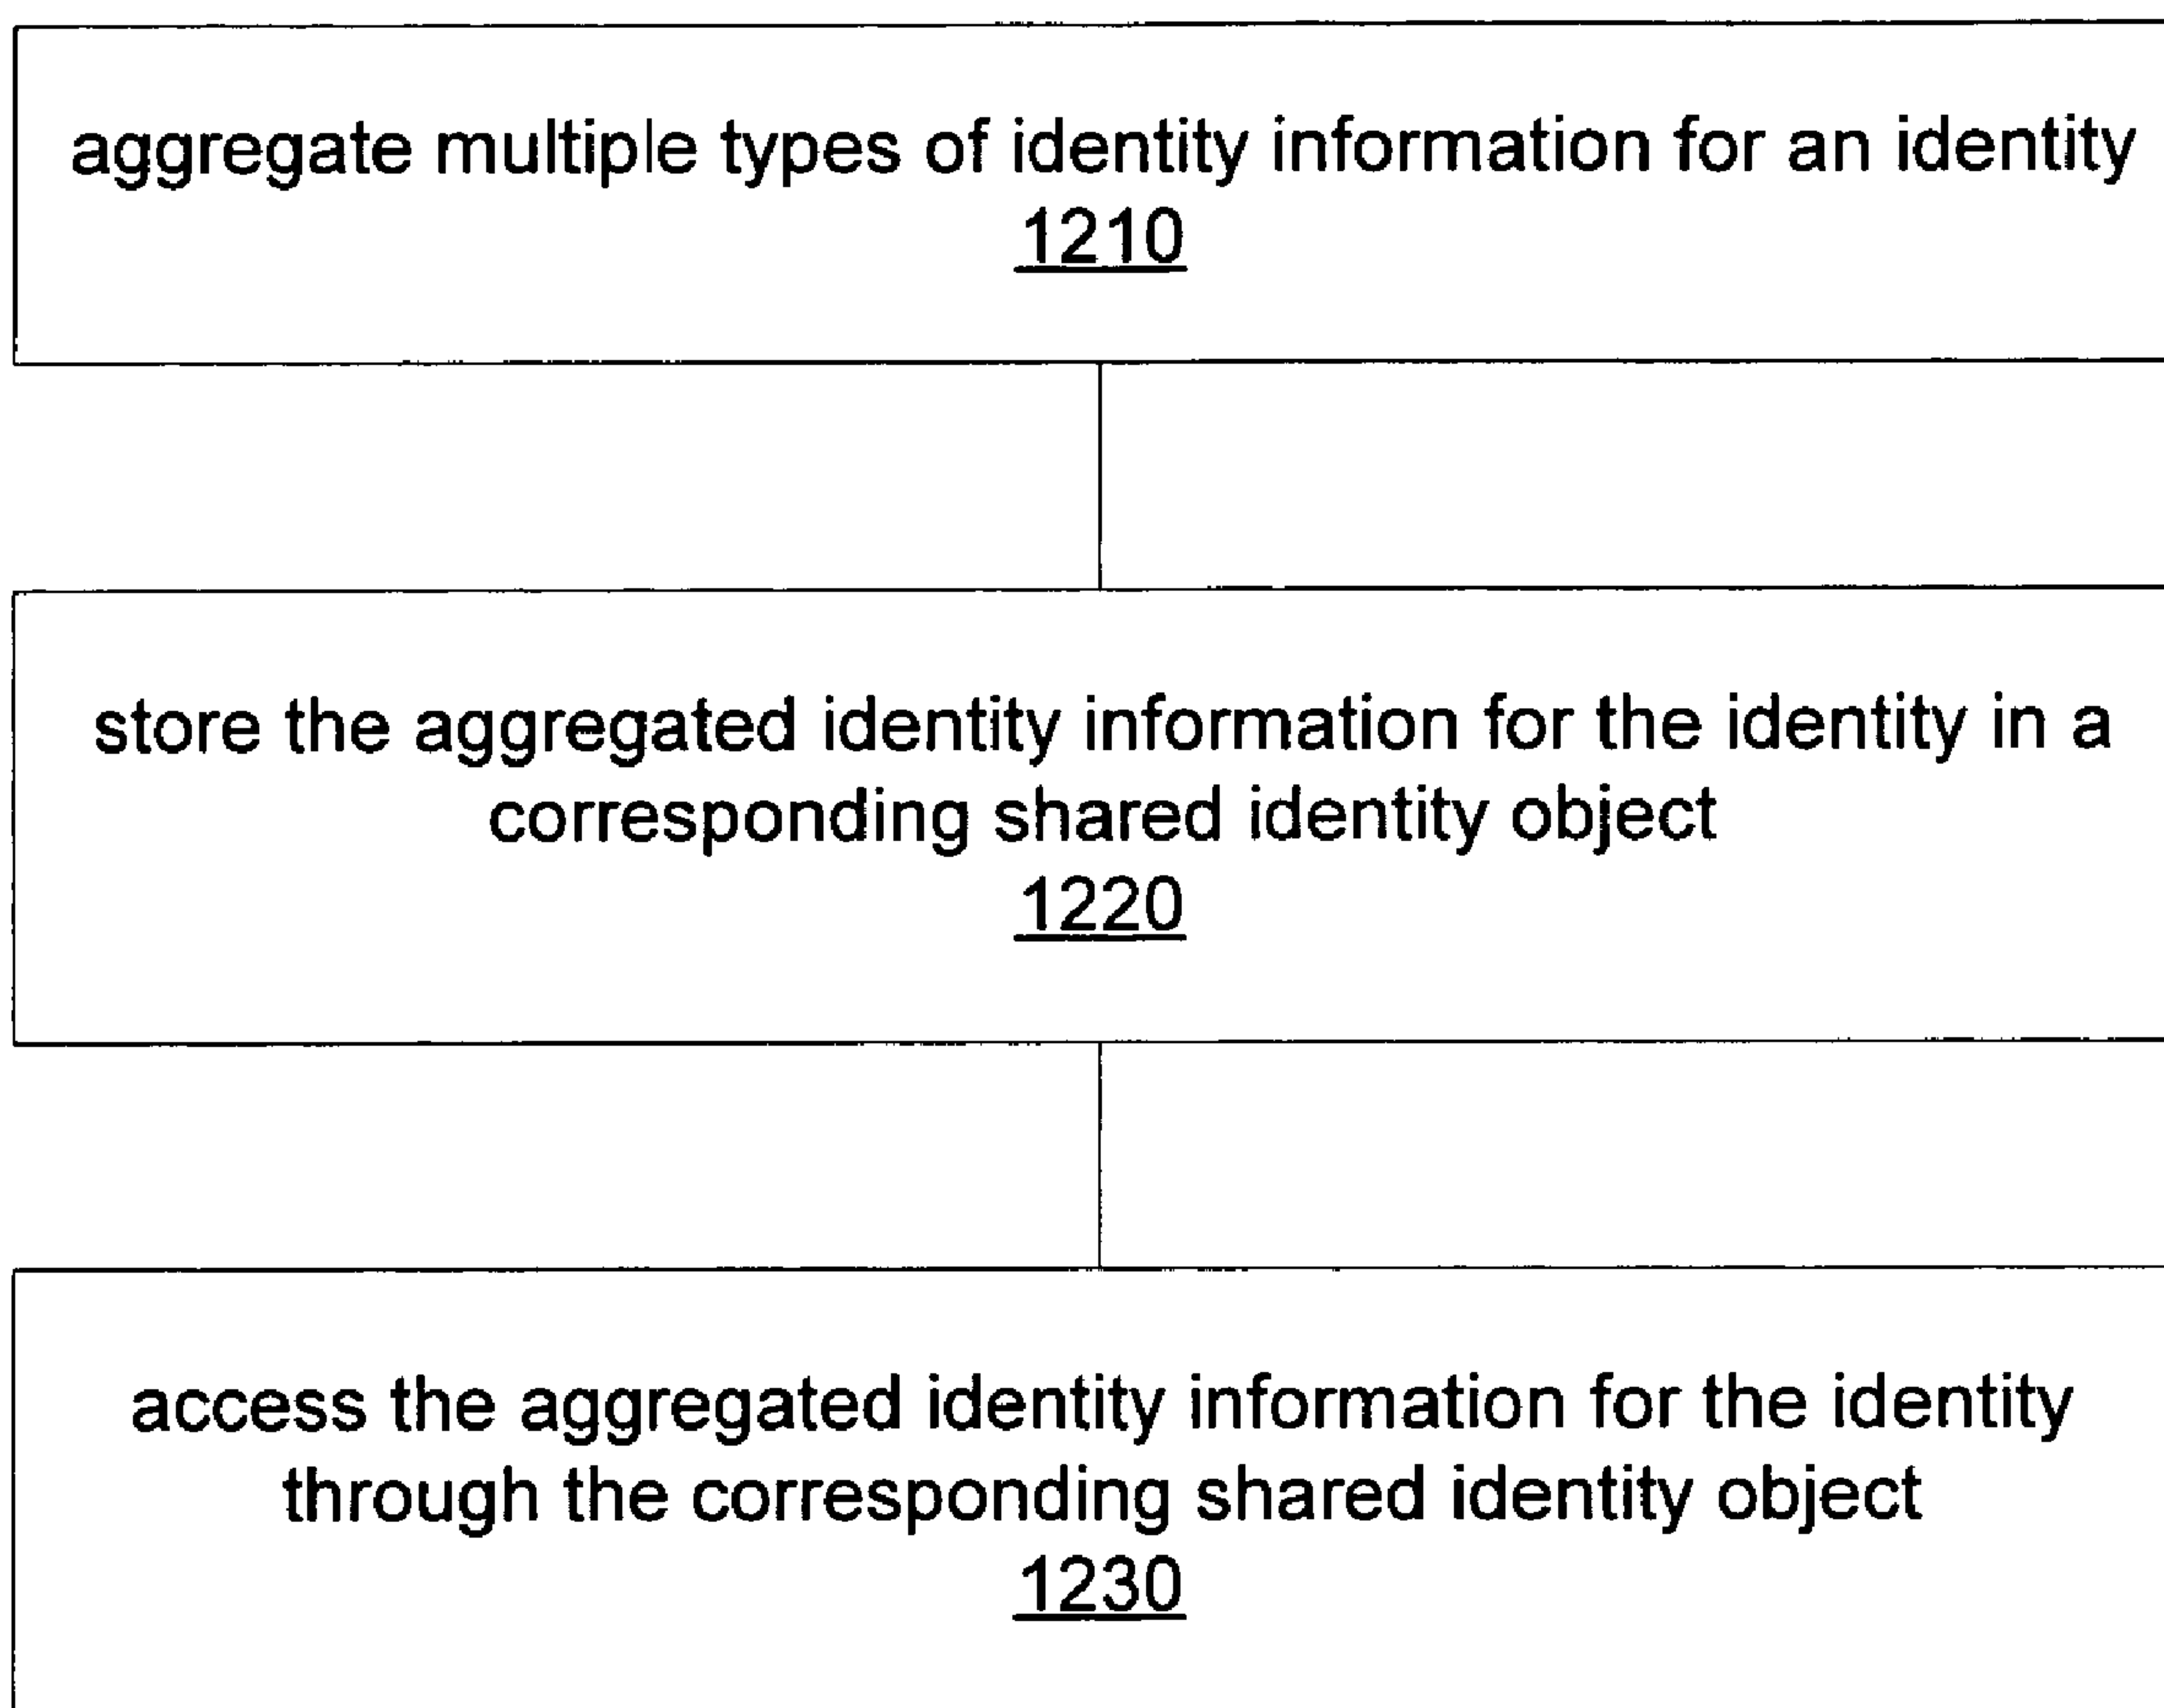 aggregate multiple types of identity information for an identity
1210
store the aggregated identity information for the identity in a
corresponding shared identity object
1220
access the aggregated identity information for the identity
through the corresponding shared identity object
1230